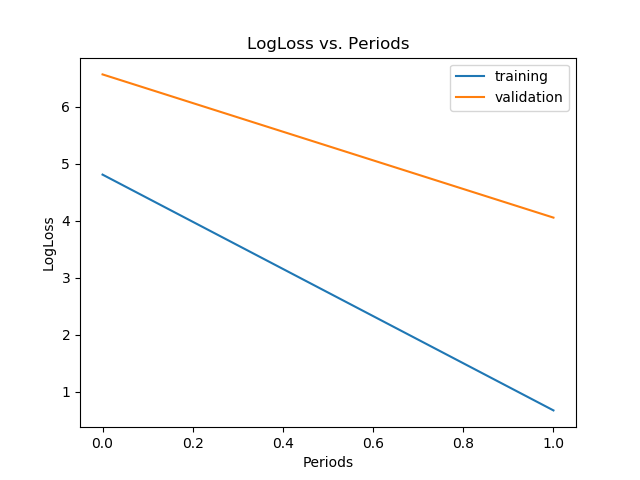 LogLoss vs. Periods
training
validation
LogLoss
6
5
4
3
2
1
0.0 0.2 0.4 0.6 0.8 1.0
Periods